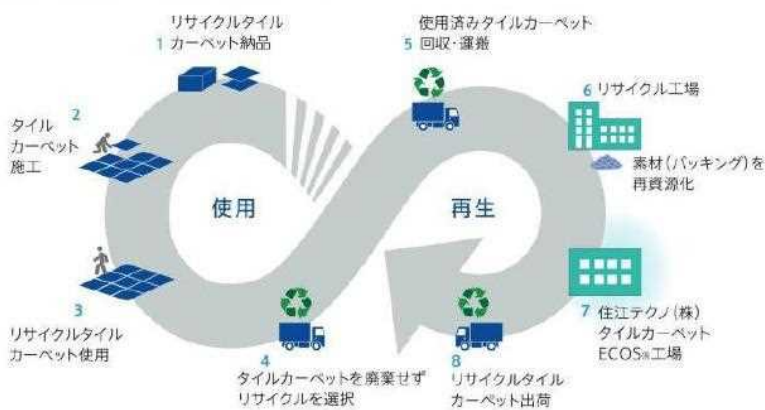 リサイクルタイル
1 カーペット納品
2
タイル
カーペット
施工
3
リサイクルタイル
カーペット使用
4
タイルカーペットを廃棄せず
リサイクルを選択
使用済みタイルカーペット
5 回収・運搬
6 リサイクル工場
素材(バッキング)を
再資源化
7 住江テクノ(株)
タイルカーペット
ECOS®工場
8
リサイクルタイル
カーペット出荷
使用
再生